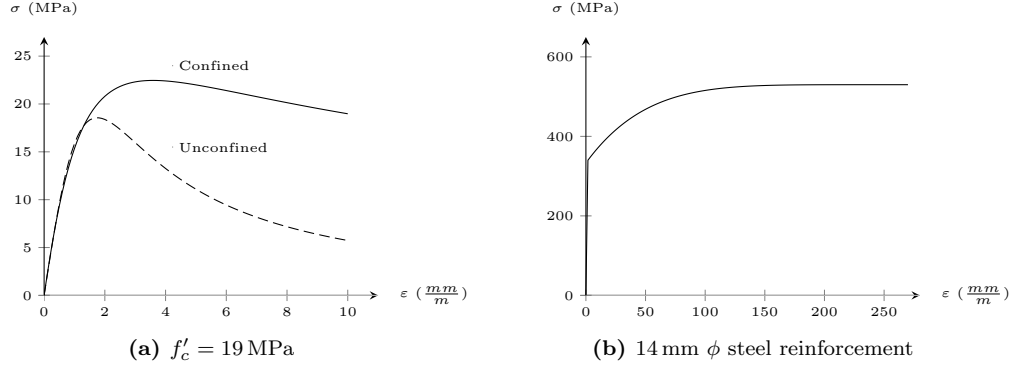 σ (MPa)
25
20
15
10
5
0
Confined
Unconfined
0 2 4 6 8 10
ε (mm/m)
(a) f′c = 19 MPa
σ (MPa)
600
400
200
0
0 50 100 150 200 250
ε (mm/m)
(b) 14 mm ϕ steel reinforcement